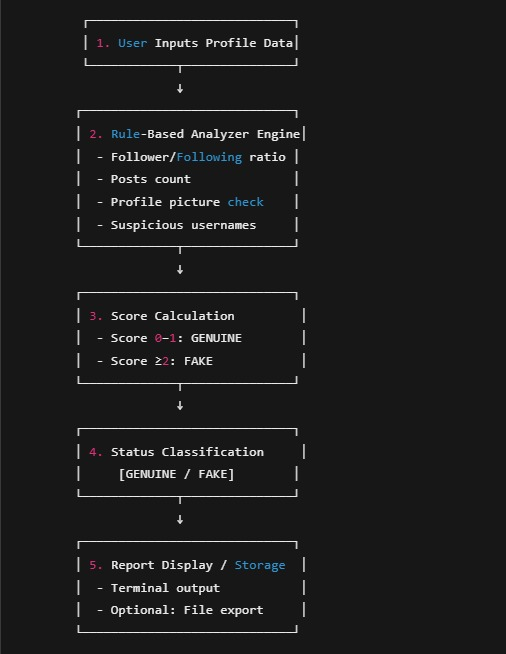 1. User Inputs Profile Data
2. Rule-Based Analyzer Engine
- Follower/Following ratio
- Posts count
- Profile picture check
- Suspicious usernames
3. Score Calculation
- Score 0–1: GENUINE
- Score ≥2: FAKE
4. Status Classification
[GENUINE / FAKE]
5. Report Display / Storage
- Terminal output
- Optional: File export